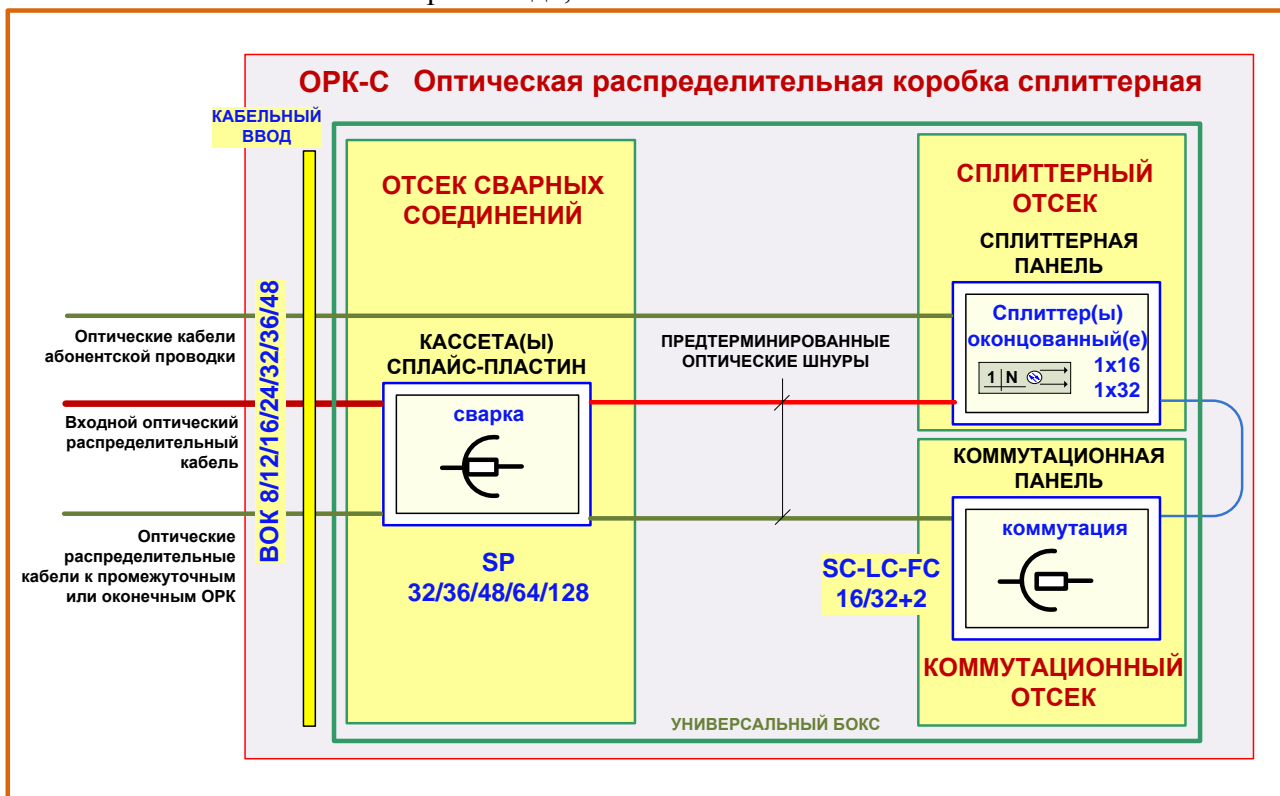 ОРК-С Оптическая распределительная коробка сплиттерная
КАБЕЛЬНЫЙ
ВВОД
ОТСЕК СВАРНЫХ
СОЕДИНЕНИЙ
СПЛИТТЕРНЫЙ
ОТСЕК
СПЛИТТЕРНАЯ
ПАНЕЛЬ
Сплиттер(ы)
оконцованный(е)
1 N
1x16
1x32
Оптические кабели
абонентской проводки
ВОК 8/12/16/24/32/36/48
КАССЕТА(Ы)
СПЛАЙС-ПЛАСТИН
сварка
ПРЕДТЕРМИНИРОВАННЫЕ
ОПТИЧЕСКИЕ ШНУРЫ
Входной оптический
распределительный
кабель
КОММУТАЦИОННАЯ
ПАНЕЛЬ
коммутация
Оптические
распределительные
кабели к промежуточным
или оконечным ОРК
SP
32/36/48/64/128
SC-LC-FC
16/32+2
КОММУТАЦИОННЫЙ
ОТСЕК
УНИВЕРСАЛЬНЫЙ БОКС